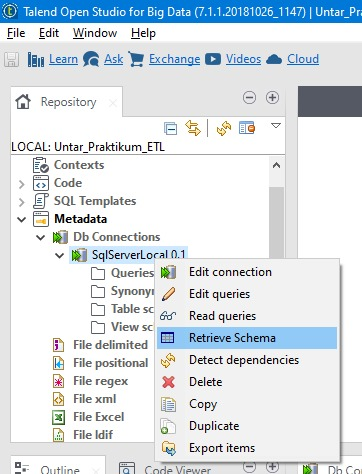 Talend Open Studio for Big Data (7.1.1.20181026_1147) | Untar_Pra
File Edit View Window Help
Learn Ask Exchange Videos Cloud
Repository
LOCAL: Untar_Praktikum_ETL
Contexts
Code
SQL Templates
Metadata
Db Connections
SqlServerLocal 0.1
Queries
Synonym
Table sc
View sc
File delimited
File positional
File regex
File xml
File Excel
File ldif
Edit connection
Edit queries
Read queries
Retrieve Schema
Detect dependencies
Delete
Copy
Duplicate
Export items
Outline Code Viewer